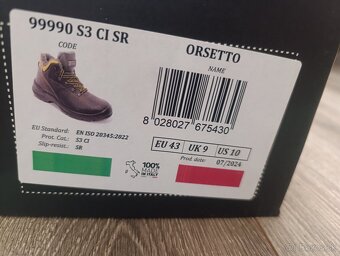 99990 S3 CI SR
CODE
ORSETTO
NAME
8 028027 675430
EU Standard: EN ISO 20345:2022
Prot. Cat.: S3 CI
Slip-resist.: SR
EU 43 UK 9 US 10
Prod date: 07/2024
100%
MADE
IN ITALY